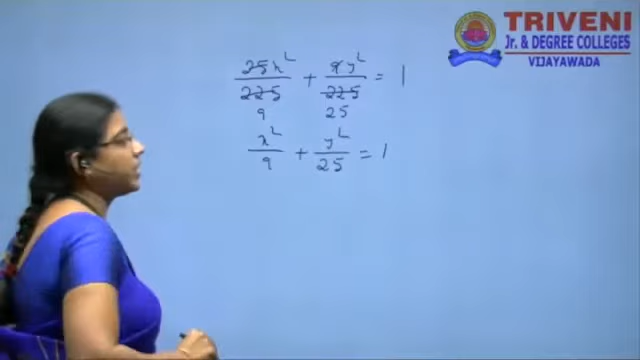 TRIVENI
Jr. & DEGREE COLLEGES
VIJAYAWADA
25x²/225 + 9y²/225 = 1
9 25
x²/9 + y²/25 = 1